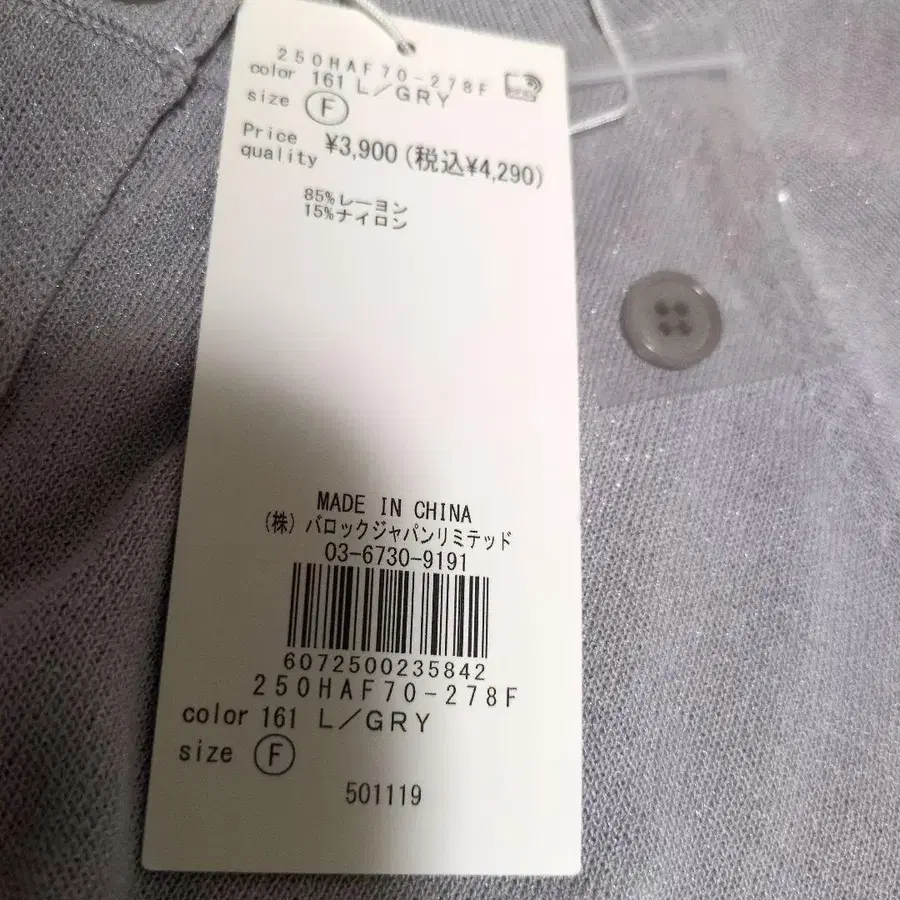 250HAF70-278F
color 161 L/GRY
size Ⓕ
Price ¥3,900(税込¥4,290)
quality
85%レーヨン
15%ナイロン
MADE IN CHINA
(株)バロックジャパンリミテッド
03-6730-9191
6072500235842
250HAF70-278F
color 161 L/GRY
size Ⓕ
501119